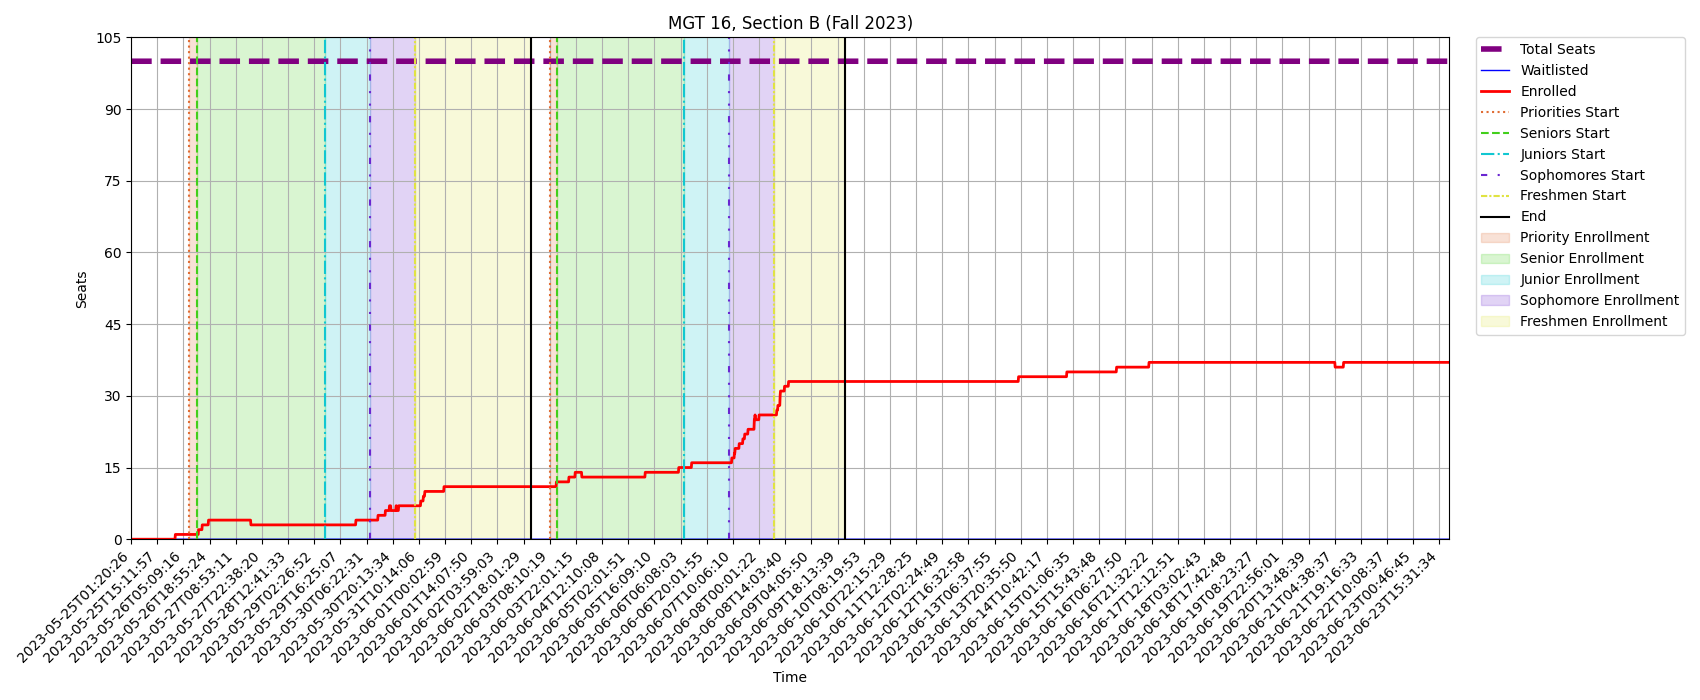 MGT 16, Section B (Fall 2023)
105
90
75
60
45
30
15
0
Seats
2023-05-25T01:20:26
2023-05-25T15:11:57
2023-05-26T05:09:16
2023-05-26T18:55:24
2023-05-27T08:53:11
2023-05-27T22:38:20
2023-05-28T12:41:33
2023-05-29T02:26:52
2023-05-29T16:25:07
2023-05-30T06:22:31
2023-05-30T20:13:34
2023-05-31T10:14:06
2023-06-01T00:02:59
2023-06-01T14:07:50
2023-06-02T03:59:03
2023-06-02T18:01:29
2023-06-03T08:10:19
2023-06-03T22:01:15
2023-06-04T12:10:08
2023-06-05T02:01:51
2023-06-05T16:09:10
2023-06-06T06:08:03
2023-06-06T20:01:55
2023-06-07T10:06:10
2023-06-08T00:01:22
2023-06-08T14:03:40
2023-06-09T04:05:50
2023-06-09T18:13:39
2023-06-10T08:19:53
2023-06-10T22:15:29
2023-06-11T12:28:25
2023-06-12T02:24:49
2023-06-12T16:32:58
2023-06-13T06:37:55
2023-06-13T20:35:50
2023-06-14T10:42:17
2023-06-15T01:06:35
2023-06-15T15:43:48
2023-06-16T06:27:50
2023-06-16T21:32:22
2023-06-17T12:12:51
2023-06-18T03:02:43
2023-06-18T17:42:48
2023-06-19T08:23:27
2023-06-19T22:56:01
2023-06-20T13:48:39
2023-06-21T04:38:37
2023-06-21T19:16:33
2023-06-22T10:08:37
2023-06-23T00:46:45
2023-06-23T15:31:34
Time
Total Seats
Waitlisted
Enrolled
Priorities Start
Seniors Start
Juniors Start
Sophomores Start
Freshmen Start
End
Priority Enrollment
Senior Enrollment
Junior Enrollment
Sophomore Enrollment
Freshmen Enrollment